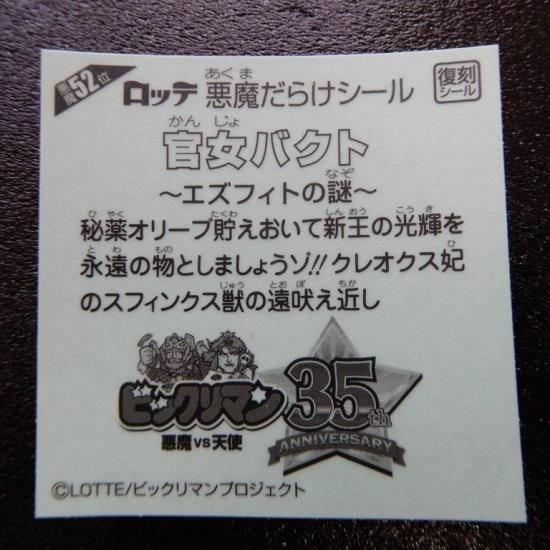 悪魔52位
ロッテ 悪魔だらけシール
あくま
復刻
シール
かんじょ
官女バクト
なぞ
〜エズフィトの謎〜
ひやく たくわ しんおう こうき
秘薬オリーブ貯えおいて新王の光輝を
とわ もの ひ
永遠の物としましょうゾ!! クレオクス妃
じゅう とおぼ ちか
のスフィンクス獣の遠吠え近し
ビックリマン
悪魔VS天使
35th
ANNIVERSARY
©LOTTE/ビックリマンプロジェクト